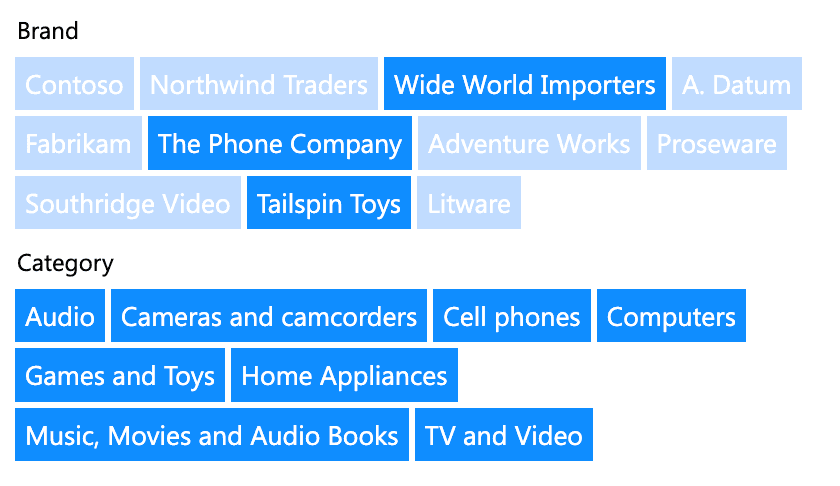 Brand
Contoso Northwind Traders Wide World Importers A. Datum
Fabrikam The Phone Company Adventure Works Proseware
Southridge Video Tailspin Toys Litware
Category
Audio Cameras and camcorders Cell phones Computers
Games and Toys Home Appliances
Music, Movies and Audio Books TV and Video